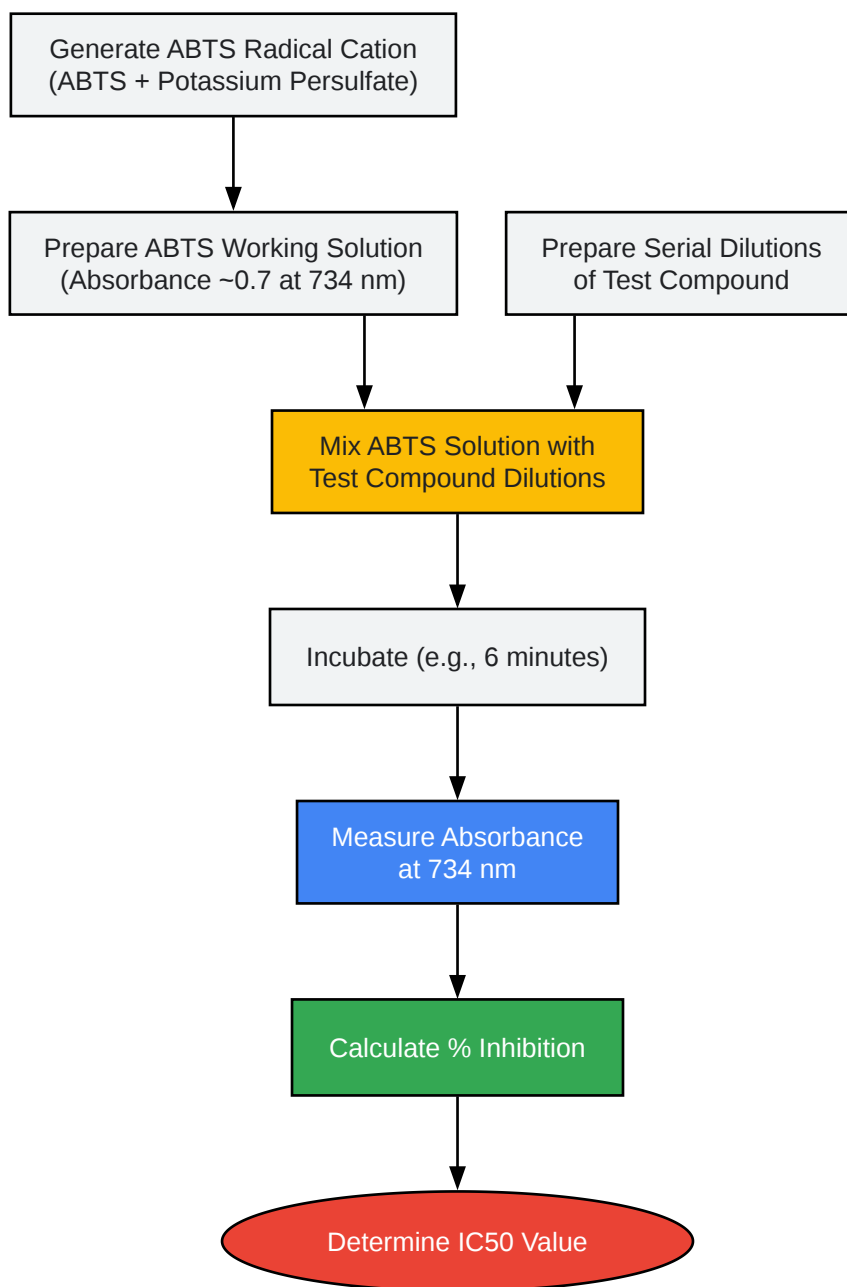 Generate ABTS Radical Cation
(ABTS + Potassium Persulfate)
Prepare ABTS Working Solution
(Absorbance ~0.7 at 734 nm)
Prepare Serial Dilutions
of Test Compound
Mix ABTS Solution with
Test Compound Dilutions
Incubate (e.g., 6 minutes)
Measure Absorbance
at 734 nm
Calculate % Inhibition
Determine IC50 Value